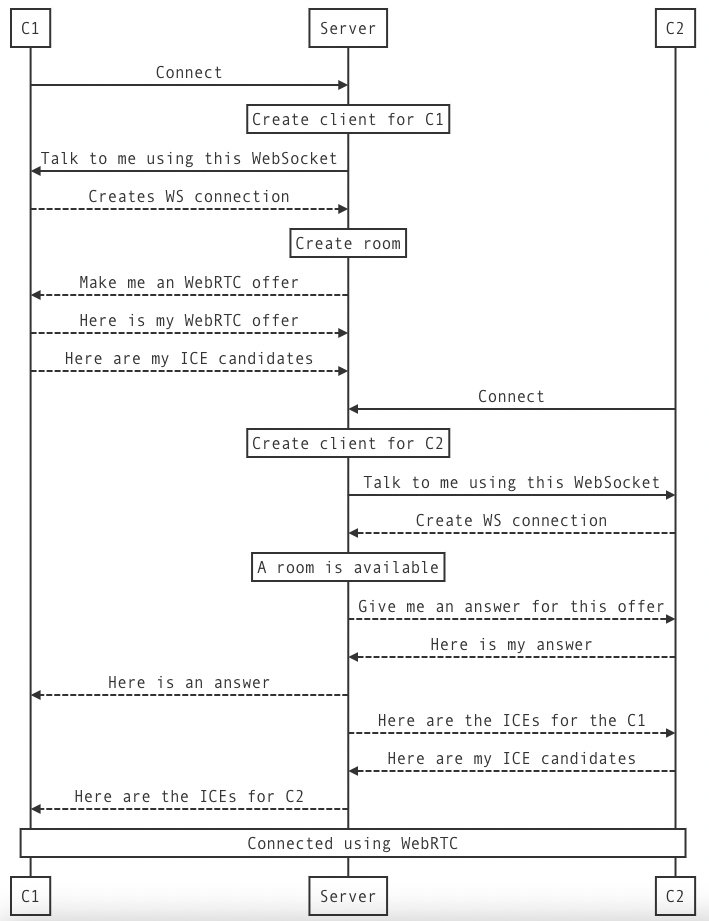 C1
Server
C2
Connect
Create client for C1
Talk to me using this WebSocket
Creates WS connection
Create room
Make me an WebRTC offer
Here is my WebRTC offer
Here are my ICE candidates
Connect
Create client for C2
Talk to me using this WebSocket
Create WS connection
A room is available
Give me an answer for this offer
Here is my answer
Here is an answer
Here are the ICEs for the C1
Here are my ICE candidates
Here are the ICEs for C2
Connected using WebRTC
C1
Server
C2